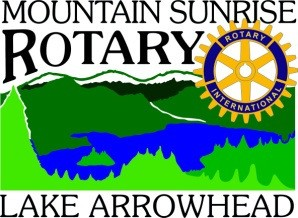 MOUNTAIN SUNRISE
ROTARY
ROTARY
INTERNATIONAL
LAKE ARROWHEAD